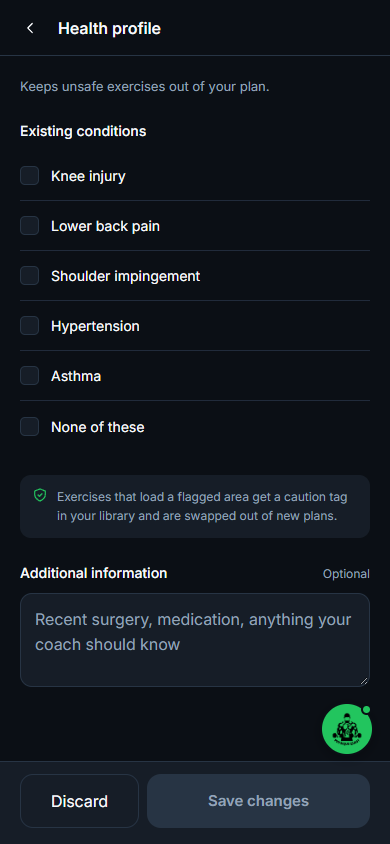 Health profile
Keeps unsafe exercises out of your plan.
Existing conditions
Knee injury
Lower back pain
Shoulder impingement
Hypertension
Asthma
None of these
Exercises that load a flagged area get a caution tag
in your library and are swapped out of new plans.
Additional information
Optional
Recent surgery, medication, anything your
coach should know
Discard
Save changes